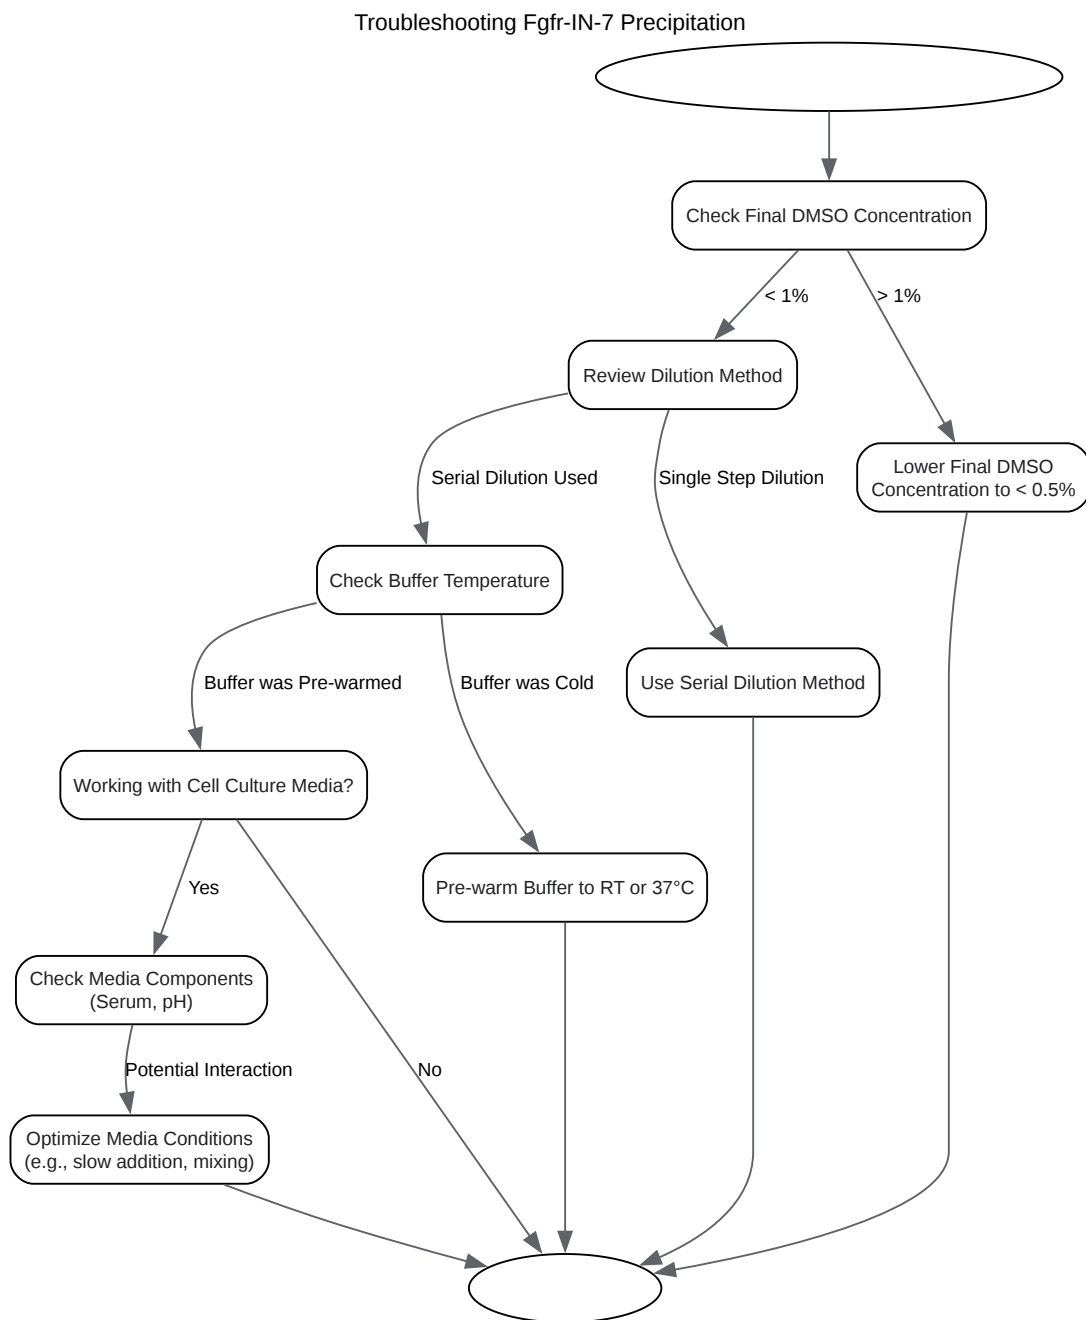 Troubleshooting Fgfr-IN-7 Precipitation
Check Final DMSO Concentration
< 1%
> 1%
Review Dilution Method
Lower Final DMSO
Concentration to < 0.5%
Serial Dilution Used
Single Step Dilution
Check Buffer Temperature
Use Serial Dilution Method
Buffer was Pre-warmed
Buffer was Cold
Working with Cell Culture Media?
Pre-warm Buffer to RT or 37°C
Yes
Check Media Components
(Serum, pH)
Potential Interaction
No
Optimize Media Conditions
(e.g., slow addition, mixing)